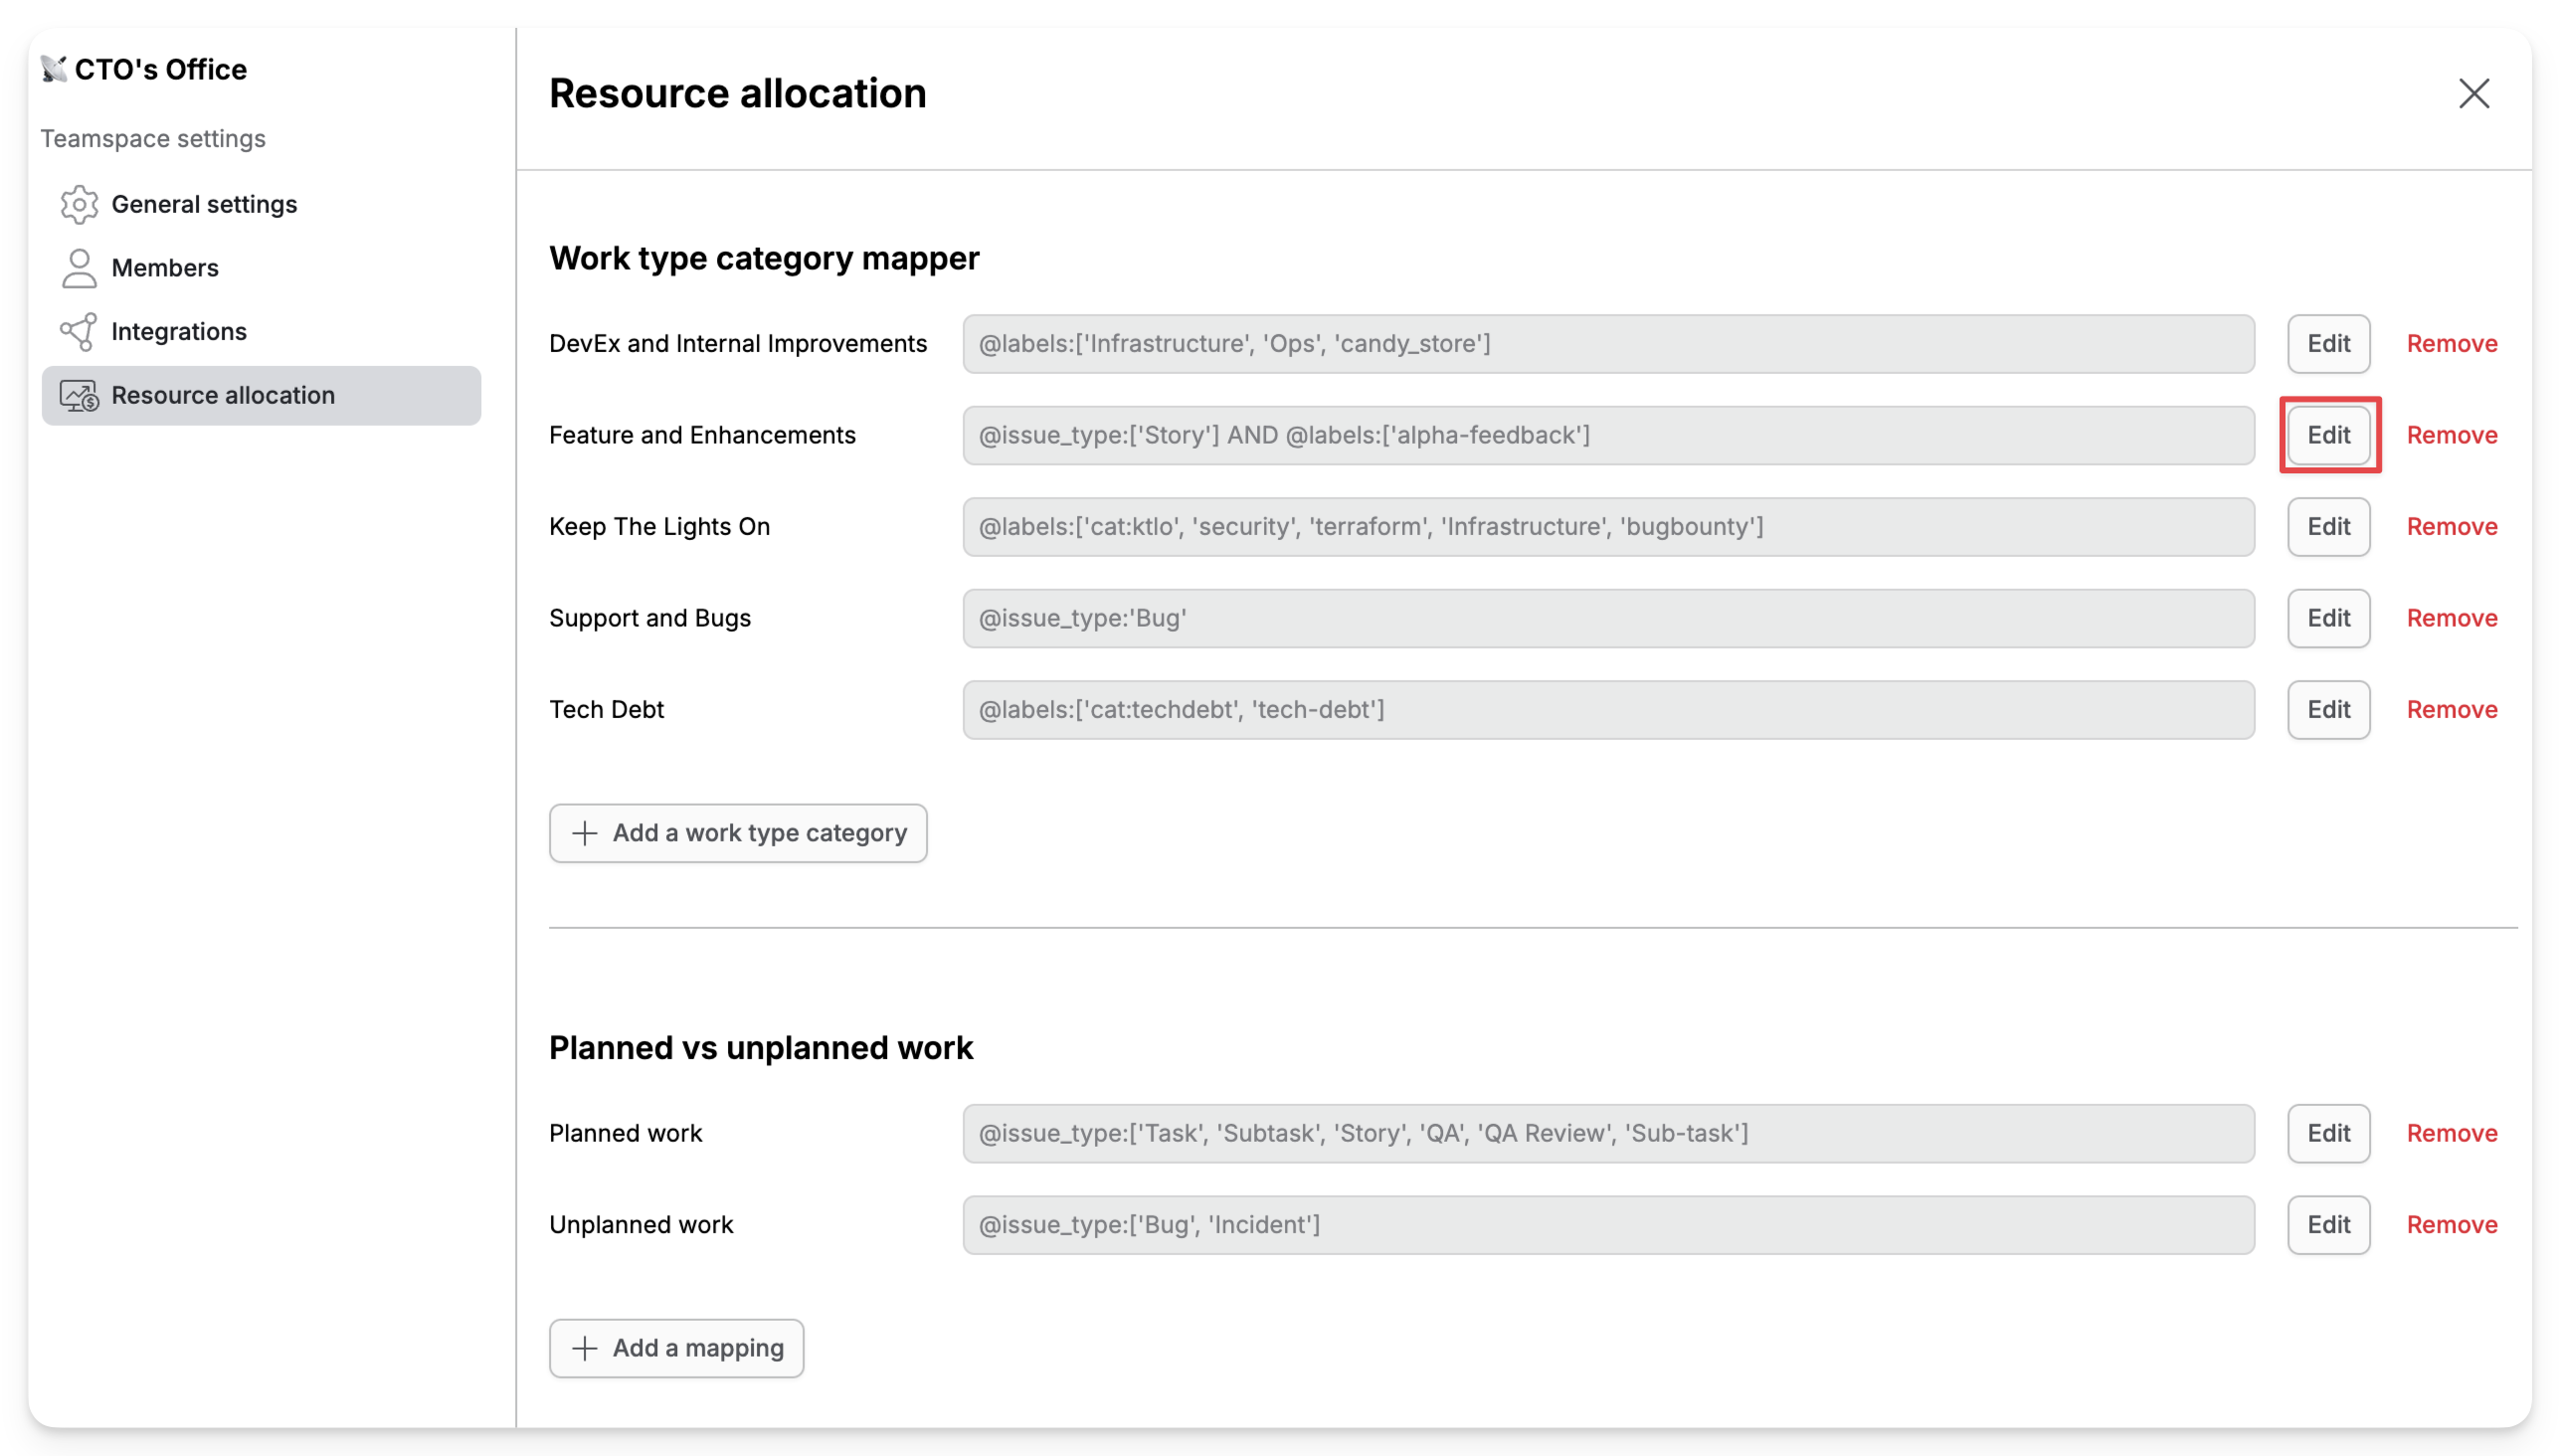 CTO's Office
Teamspace settings
General settings
Members
Integrations
Resource allocation
Resource allocation
Work type category mapper
DevEx and Internal Improvements @labels:['Infrastructure', 'Ops', 'candy_store'] Edit Remove
Feature and Enhancements @issue_type:['Story'] AND @labels:['alpha-feedback'] Edit Remove
Keep The Lights On @labels:['cat:ktlo', 'security', 'terraform', 'Infrastructure', 'bugbounty'] Edit Remove
Support and Bugs @issue_type:'Bug' Edit Remove
Tech Debt @labels:['cat:techdebt', 'tech-debt'] Edit Remove
Add a work type category
Planned vs unplanned work
Planned work @issue_type:['Task', 'Subtask', 'Story', 'QA', 'QA Review', 'Sub-task'] Edit Remove
Unplanned work @issue_type:['Bug', 'Incident'] Edit Remove
Add a mapping